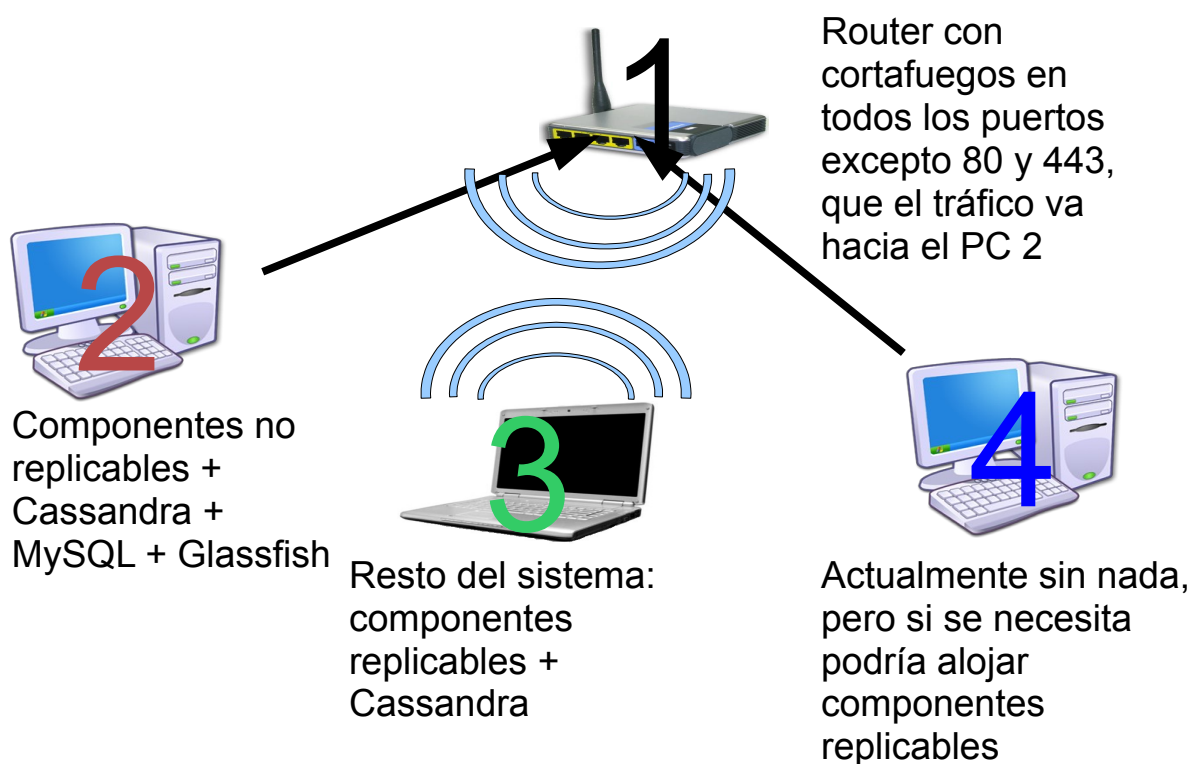 1
Router con
cortafuegos en
todos los puertos
excepto 80 y 443,
que el tráfico va
hacia el PC 2
2
Componentes no
replicables +
Cassandra +
MySQL + Glassfish
3
Resto del sistema:
componentes
replicables +
Cassandra
4
Actualmente sin nada,
pero si se necesita
podría alojar
componentes
replicables